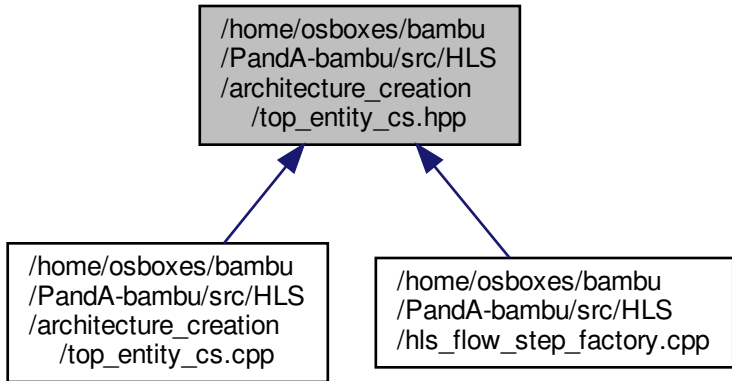 /home/osboxes/bambu
/PandA-bambu/src/HLS
/architecture_creation
/top_entity_cs.hpp
/home/osboxes/bambu
/PandA-bambu/src/HLS
/architecture_creation
/top_entity_cs.cpp
/home/osboxes/bambu
/PandA-bambu/src/HLS
/hls_flow_step_factory.cpp